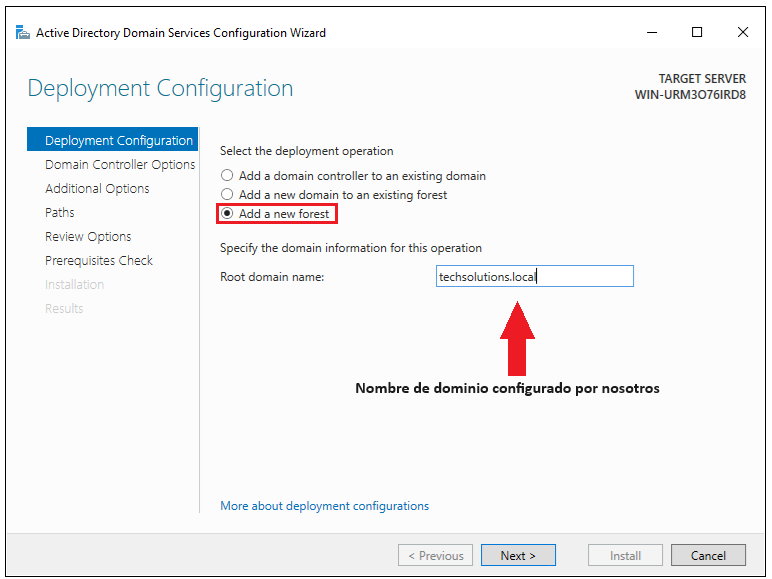 Active Directory Domain Services Configuration Wizard
Deployment Configuration
TARGET SERVER
WIN-URM3O76IRD8
Deployment Configuration
Domain Controller Options
Additional Options
Paths
Review Options
Prerequisites Check
Installation
Results
Select the deployment operation
Add a domain controller to an existing domain
Add a new domain to an existing forest
Add a new forest
Specify the domain information for this operation
Root domain name:
techsolutions.local
Nombre de dominio configurado por nosotros
More about deployment configurations
< Previous
Next >
Install
Cancel